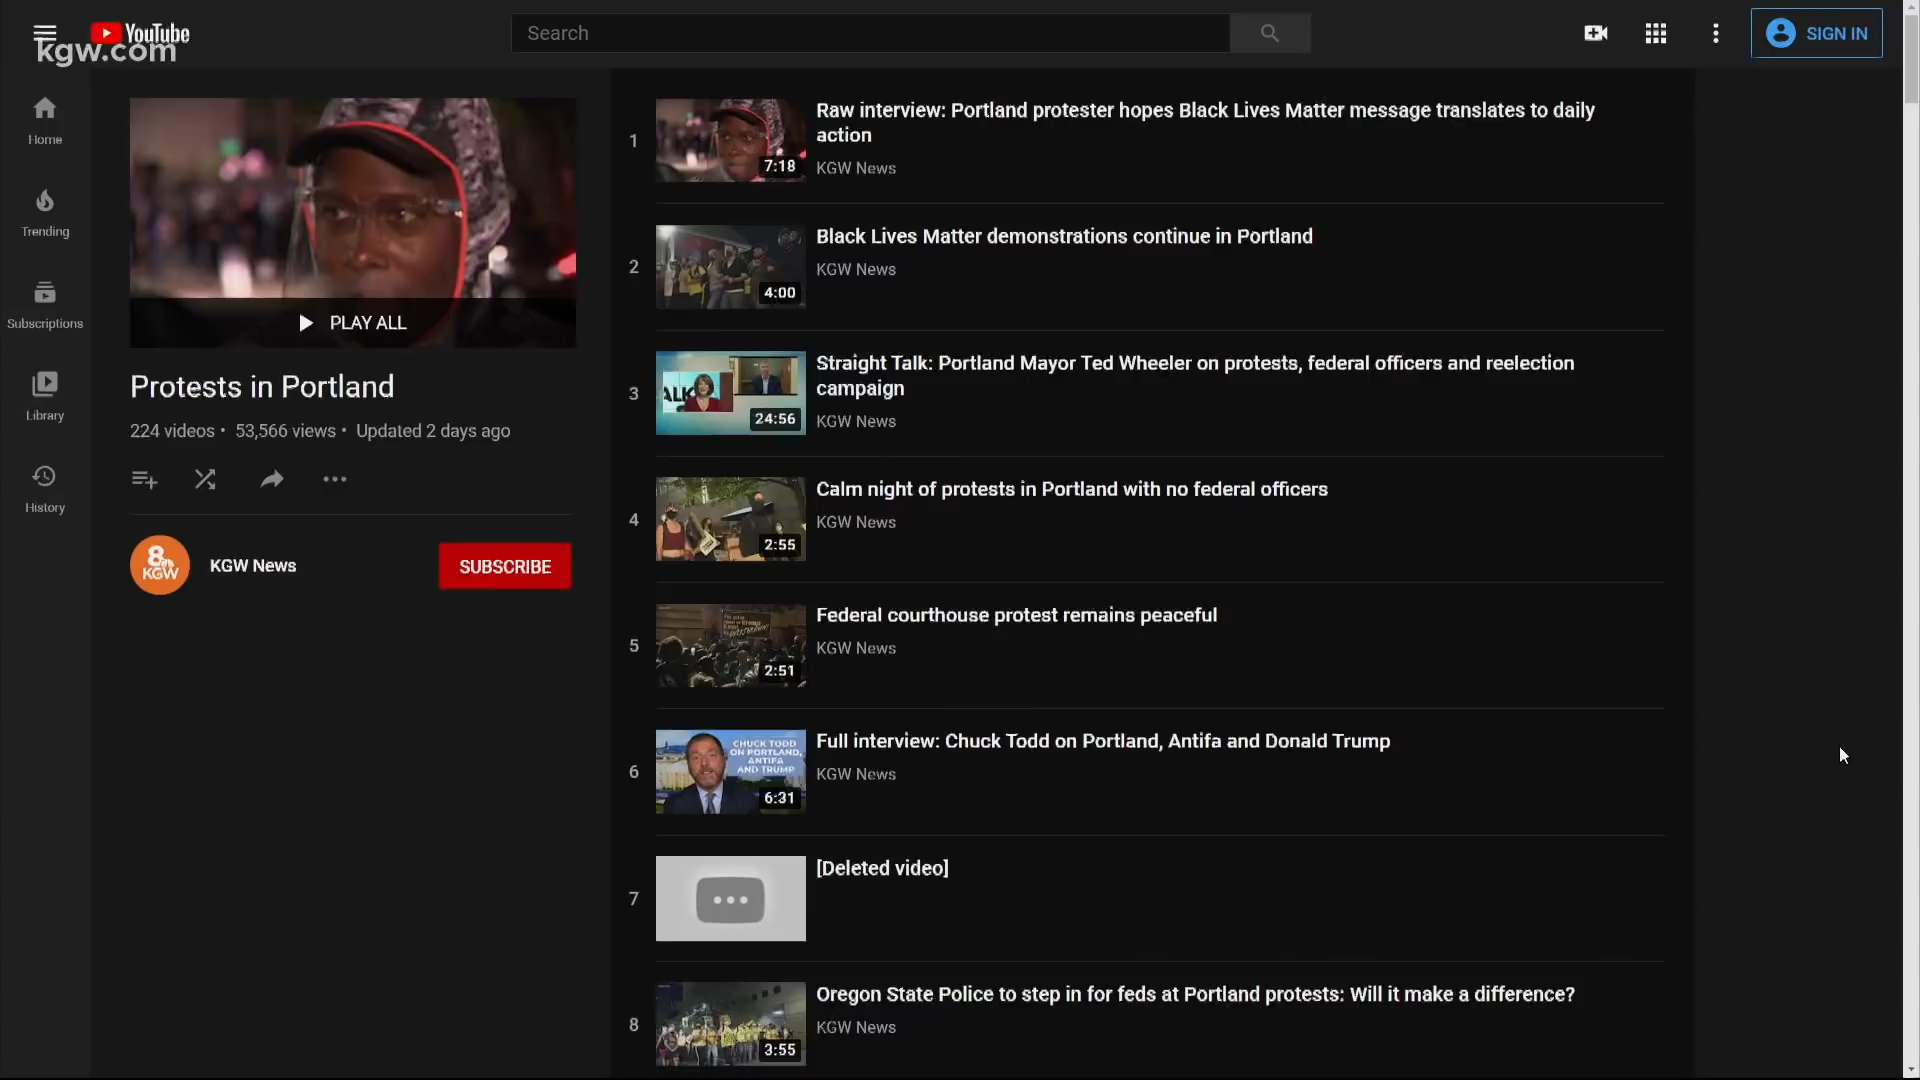 YouTube
kgw.com
Search
SIGN IN
Home
Trending
Subscriptions
Library
History
PLAY ALL
Protests in Portland
224 videos • 53,566 views • Updated 2 days ago
8
KGW
KGW News
SUBSCRIBE
1
7:18
Raw interview: Portland protester hopes Black Lives Matter message translates to daily
action
KGW News
2
4:00
Black Lives Matter demonstrations continue in Portland
KGW News
3
24:56
Straight Talk: Portland Mayor Ted Wheeler on protests, federal officers and reelection
campaign
KGW News
4
2:55
Calm night of protests in Portland with no federal officers
KGW News
5
2:51
Federal courthouse protest remains peaceful
KGW News
6
CHUCK TODD
ON PORTLAND,
ANTIFA
AND TRUMP
6:31
Full interview: Chuck Todd on Portland, Antifa and Donald Trump
KGW News
7
[Deleted video]
8
3:55
Oregon State Police to step in for feds at Portland protests: Will it make a difference?
KGW News